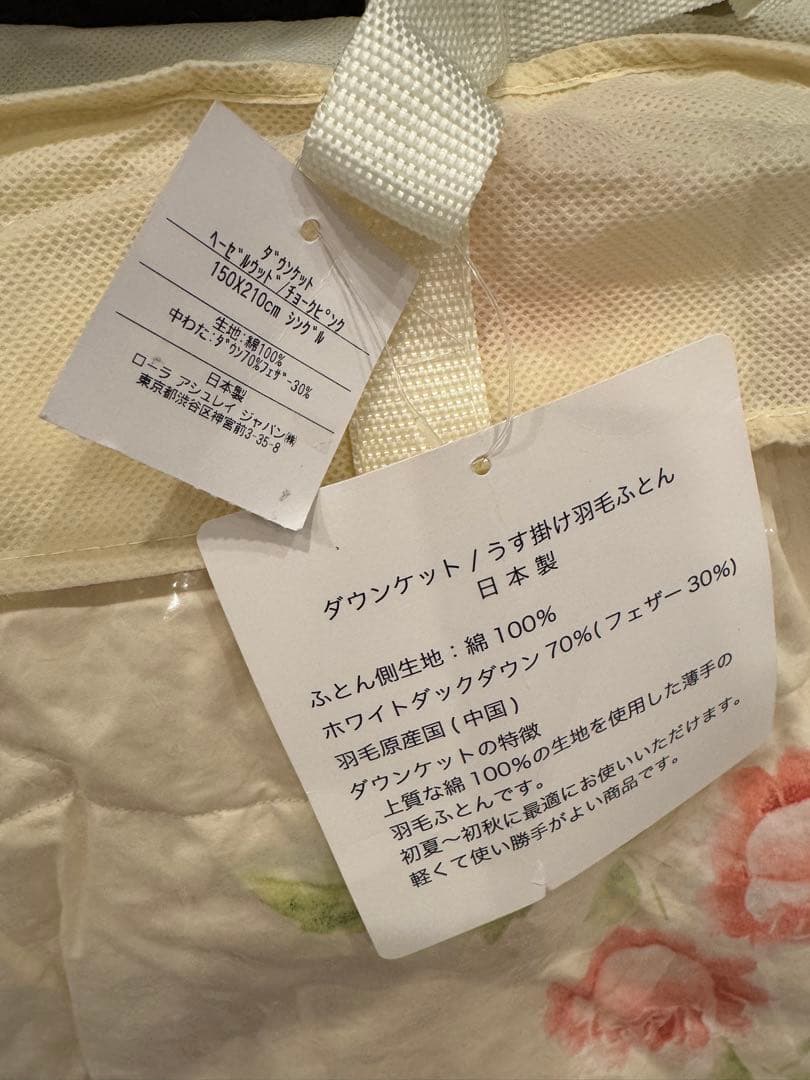 ﾀﾞｳﾝｹｯﾄ
ﾍｰｾﾞﾙｳｯﾄﾞ/ﾁｮｰｸﾋﾟﾝｸ
150X210cm ｼﾝｸﾞﾙ
生地:綿100%
中わた:ﾀﾞｳﾝ70%ﾌｪｻﾞｰ30%
日本製
ローラ アシュレイ ジャパン㈱
東京都渋谷区神宮前3-35-8
ダウンケット / うす掛け羽毛ふとん
日本製
ふとん側生地：綿 100%
ホワイトダックダウン 70%( フェザー 30%)
羽毛原産国 ( 中国 )
ダウンケットの特徴
上質な綿 100%の生地を使用した薄手の
羽毛ふとんです。
初夏～初秋に最適にお使いいただけます。
軽くて使い勝手がよい商品です。